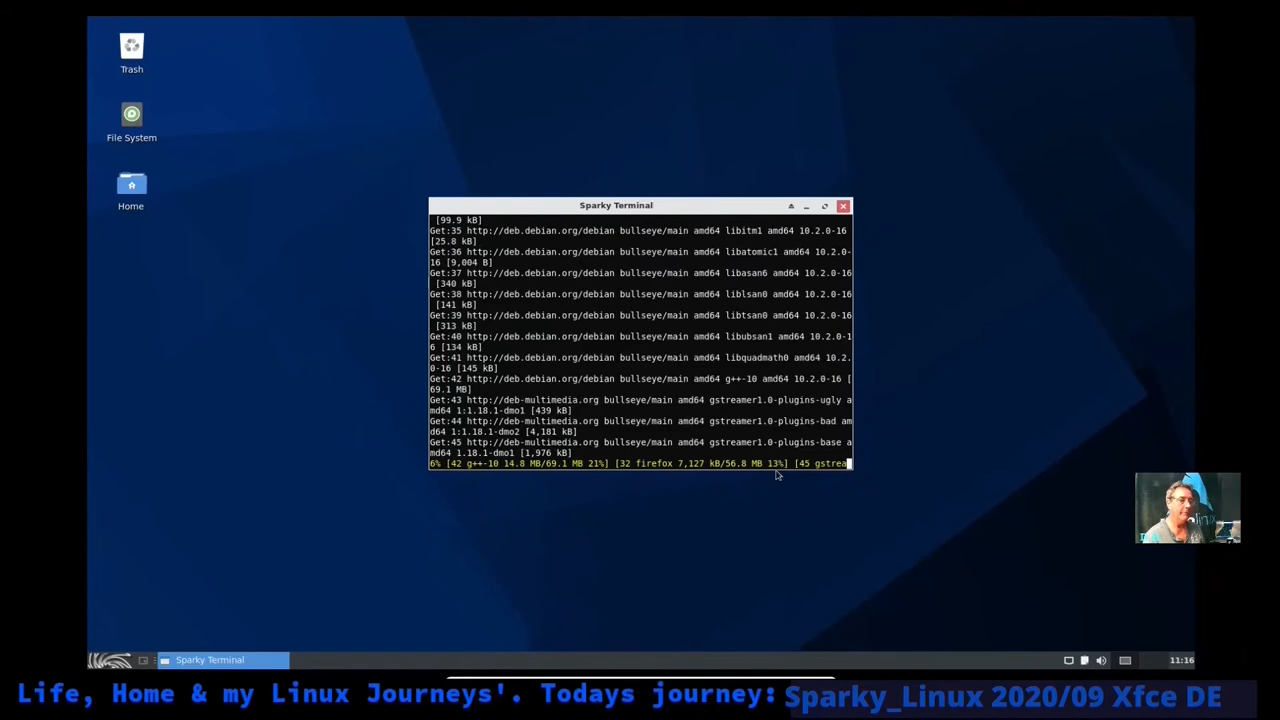 Trash
File System
Home
Sparky Terminal
[99.9 kB]
Get:35 http://deb.debian.org/debian bullseye/main amd64 libitm1 amd64 10.2.0-16
[25.8 kB]
Get:36 http://deb.debian.org/debian bullseye/main amd64 libatomic1 amd64 10.2.0-
16 [9,004 B]
Get:37 http://deb.debian.org/debian bullseye/main amd64 libasan6 amd64 10.2.0-16
[340 kB]
Get:38 http://deb.debian.org/debian bullseye/main amd64 liblsan0 amd64 10.2.0-16
[141 kB]
Get:39 http://deb.debian.org/debian bullseye/main amd64 libtsan0 amd64 10.2.0-16
[313 kB]
Get:40 http://deb.debian.org/debian bullseye/main amd64 libubsan1 amd64 10.2.0-1
6 [134 kB]
Get:41 http://deb.debian.org/debian bullseye/main amd64 libquadmath0 amd64 10.2.
0-16 [145 kB]
Get:42 http://deb.debian.org/debian bullseye/main amd64 g++-10 amd64 10.2.0-16 [
69.1 MB]
Get:43 http://deb-multimedia.org bullseye/main amd64 gstreamer1.0-plugins-ugly a
md64 1:1.18.1-dmo1 [439 kB]
Get:44 http://deb-multimedia.org bullseye/main amd64 gstreamer1.0-plugins-bad am
d64 1:1.18.1-dmo2 [4,181 kB]
Get:45 http://deb-multimedia.org bullseye/main amd64 gstreamer1.0-plugins-base a
md64 1.18.1-dmo1 [1,976 kB]
6% [42 g++-10 14.8 MB/69.1 MB 21%] [32 firefox 7,127 kB/56.8 MB 13%] [45 gstrea
Sparky Terminal
11:16
Life, Home & my Linux Journeys'. Todays journey: Sparky_Linux 2020/09 Xfce DE